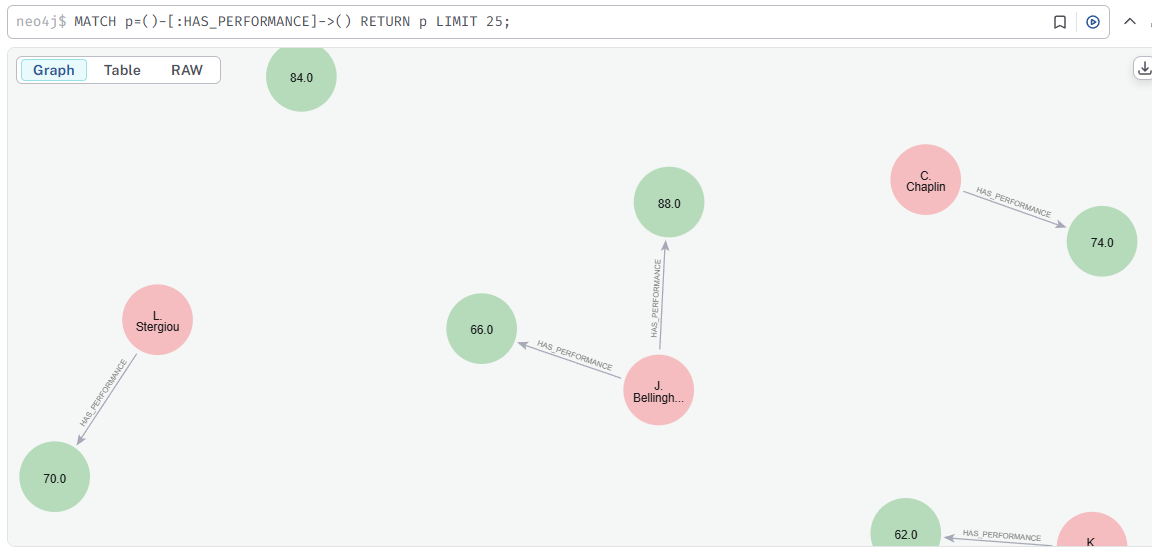 neo4j$ MATCH p=()-[:HAS_PERFORMANCE]->() RETURN p LIMIT 25;
Graph Table RAW
84.0
C.
Chaplin
HAS_PERFORMANCE
74.0
88.0
HAS_PERFORMANCE
66.0
HAS_PERFORMANCE
J.
Bellingh...
L.
Stergiou
HAS_PERFORMANCE
70.0
62.0
HAS_PERFORMANCE
K